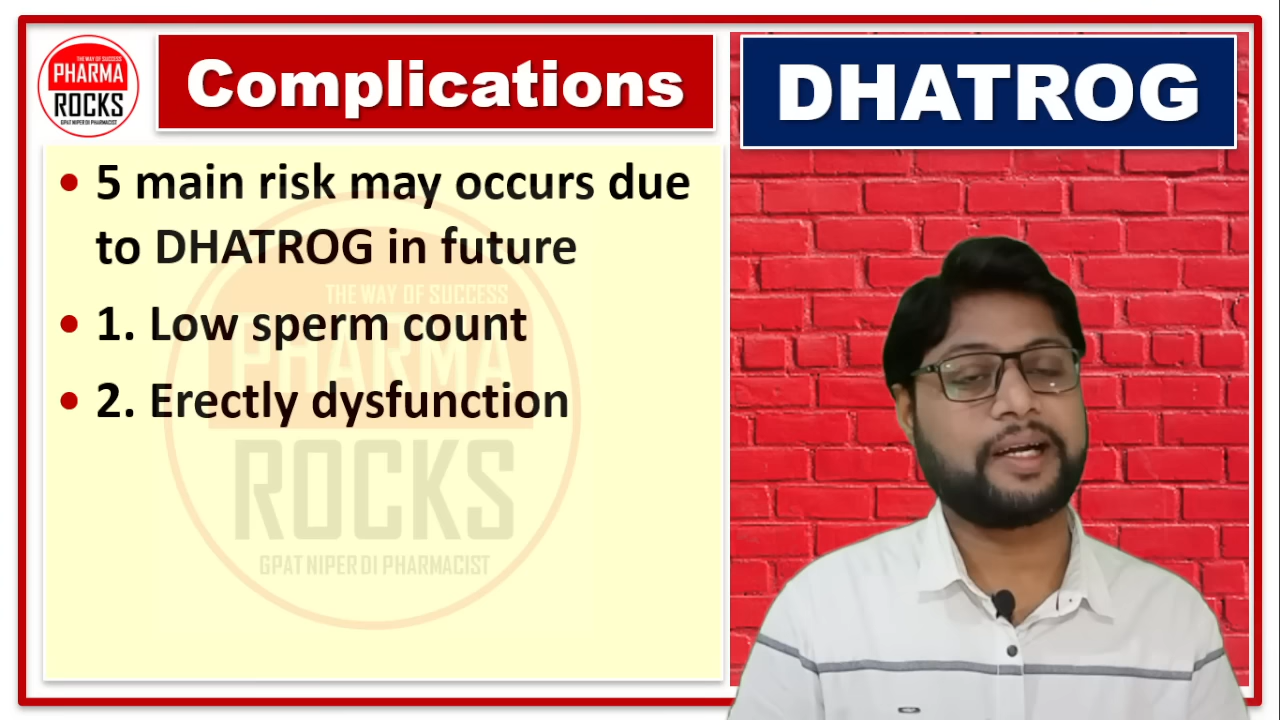 THE WAY OF SUCCESS
PHARMA
ROCKS
GPAT NIPER DI PHARMACIST
Complications
DHATROG
• 5 main risk may occurs due
to DHATROG in future
• 1. Low sperm count
• 2. Erectly dysfunction
THE WAY OF SUCCESS
PHARMA
ROCKS
GPAT NIPER DI PHARMACIST